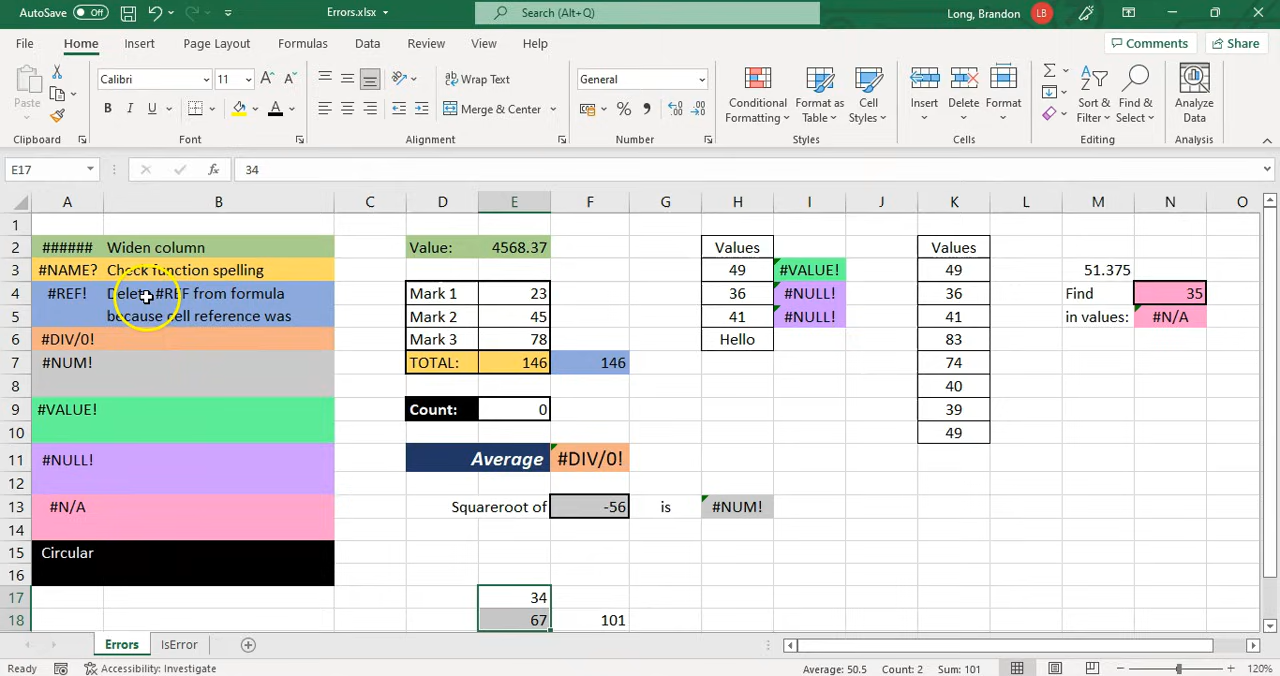 AutoSave Off Errors.xlsx Search (Alt+Q) Long, Brandon LB
File Home Insert Page Layout Formulas Data Review View Help Comments Share
Paste Calibri 11 A A Wrap Text General Conditional Formatting Format as Table Cell Styles Insert Delete Format Sort & Filter Find & Select Analyze Data
B I U A Merge & Center $ % ,
Clipboard Font Alignment Number Styles Cells Editing Analysis
E17 fx 34
A B C D E F G H I J K L M N O
1
2 ###### Widen column Value: 4568.37 Values Values
3 #NAME? Check function spelling 49 #VALUE! 49 51.375
4 #REF! Delete #REF from formula Mark 1 23 36 #NULL! 36 Find 35
5 because cell reference was Mark 2 45 41 #NULL! 41 in values: #N/A
6 #DIV/0! Mark 3 78 Hello 83
7 #NUM! TOTAL: 146 146 74
8 40
9 #VALUE! Count: 0 39
10 49
11 #NULL! Average #DIV/0!
12
13 #N/A Squareroot of -56 is #NUM!
14
15 Circular
16
17 34
18 67 101
Errors IsError
Ready Accessibility: Investigate Average: 50.5 Count: 2 Sum: 101 120%